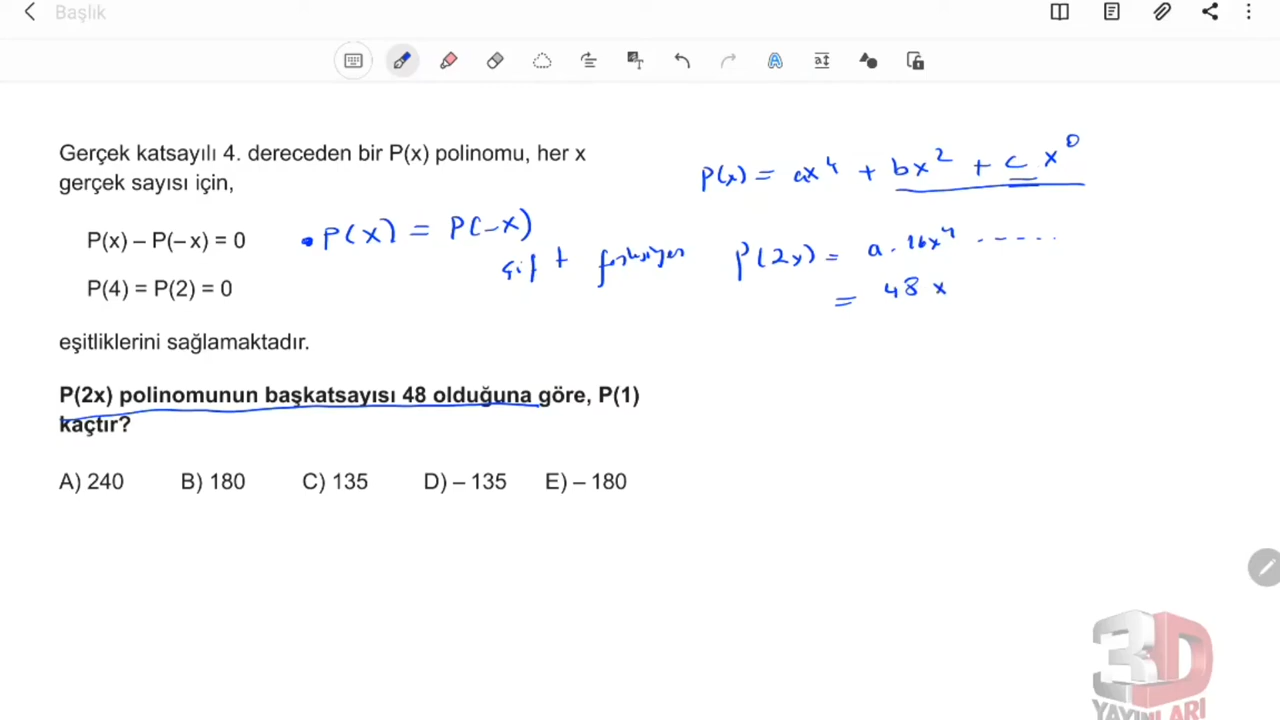 Başlık
Gerçek katsayılı 4. dereceden bir P(x) polinomu, her x
gerçek sayısı için,
P(x) – P(– x) = 0
P(4) = P(2) = 0
eşitliklerini sağlamaktadır.
P(2x) polinomunun başkatsayısı 48 olduğuna göre, P(1)
kaçtır?
A) 240 B) 180 C) 135 D) – 135 E) – 180
• P(x) = P(-x)
çift fonksiyon
P(x) = ax⁴ + bx² + c x⁰
P(2x) = a · 16x⁴ ······
= 48 x
3D
YAYINLARI